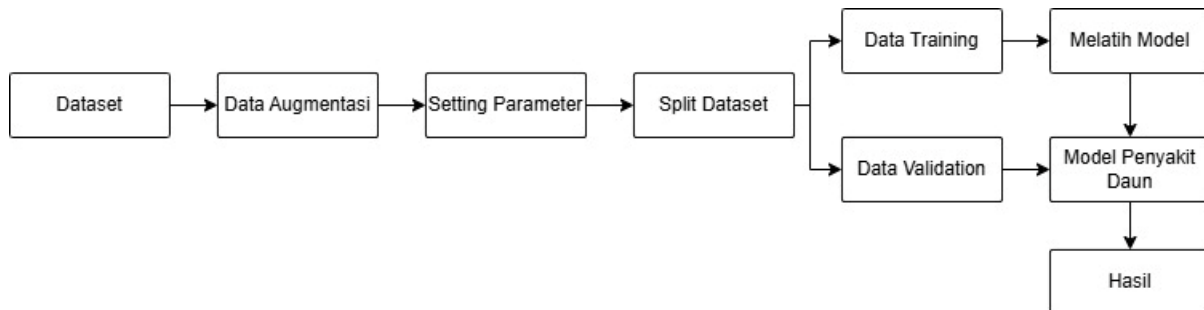 Dataset
Data Augmentasi
Setting Parameter
Split Dataset
Data Training
Melatih Model
Data Validation
Model Penyakit
Daun
Hasil